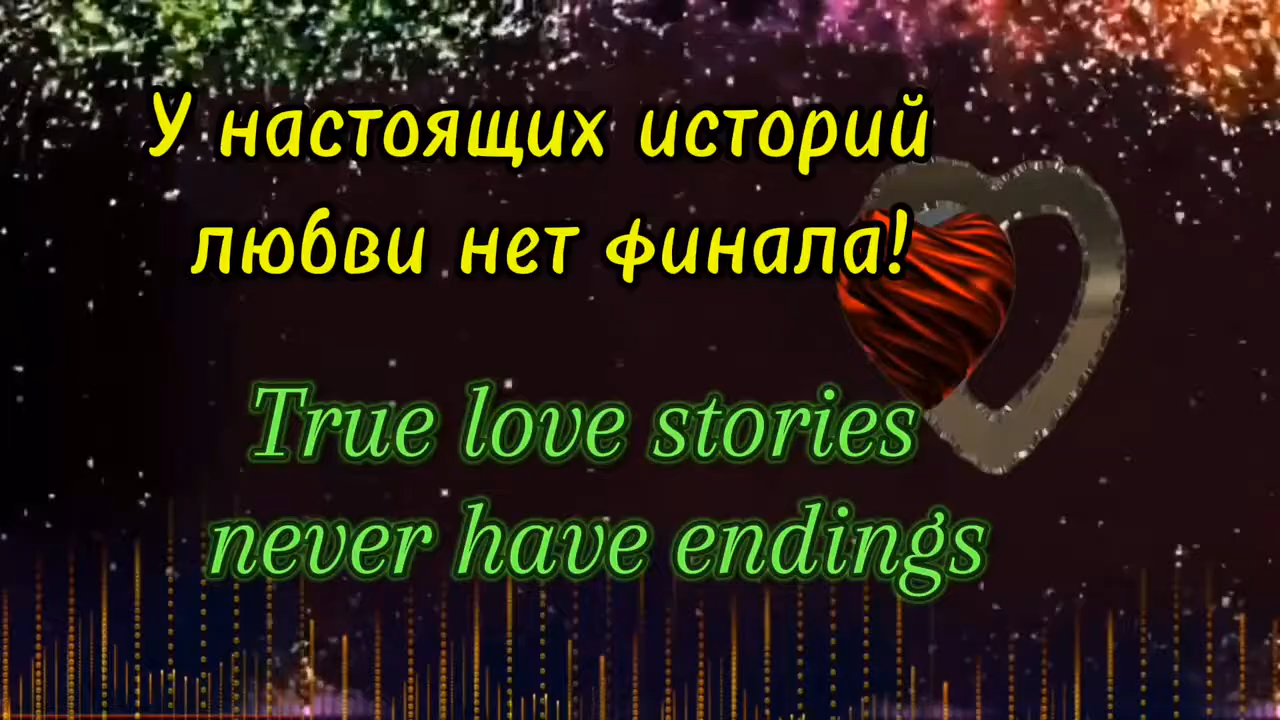 У настоящих историй
любви нет финала!
True love stories
never have endings